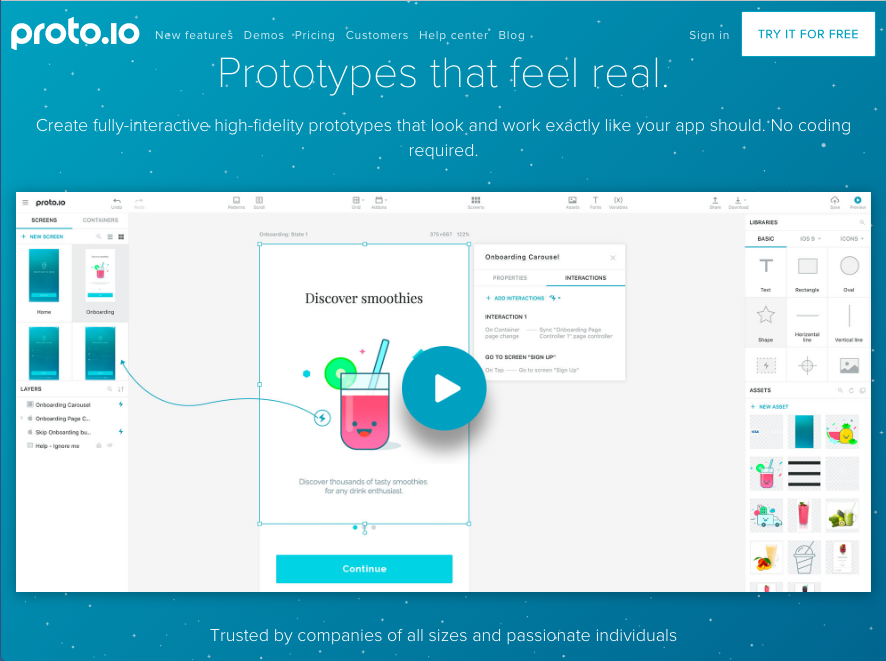 proto.io
New features Demos Pricing Customers Help center Blog
Sign in
TRY IT FOR FREE
Prototypes that feel real.
Create fully-interactive high-fidelity prototypes that look and work exactly like your app should. No coding
required.
proto.io
Undo
Patterns Scroll
Grid Addons
Screens
Assets Fonts Variables
Share Download
Save Preview
SCREENS CONTAINERS
+ NEW SCREEN
Home Onboarding
LAYERS
Onboarding Carousel
Onboarding Page C...
Skip Onboarding bu...
Help - Ignore me
Onboarding: State 1
375×667 122%
Discover smoothies
Discover thousands of tasty smoothies
for any drink enthusiast.
Continue
Onboarding Carousel
PROPERTIES INTERACTIONS
+ ADD INTERACTIONS
INTERACTION 1
On Container Sync "Onboarding Page
page change Controller 1" page controller
GO TO SCREEN "SIGN UP"
On Tap Go to screen "Sign Up"
LIBRARIES
BASIC IOS 9 ICONS
Text Rectangle Oval
Shape Horizontal line Vertical line
ASSETS
+ NEW ASSET
Trusted by companies of all sizes and passionate individuals